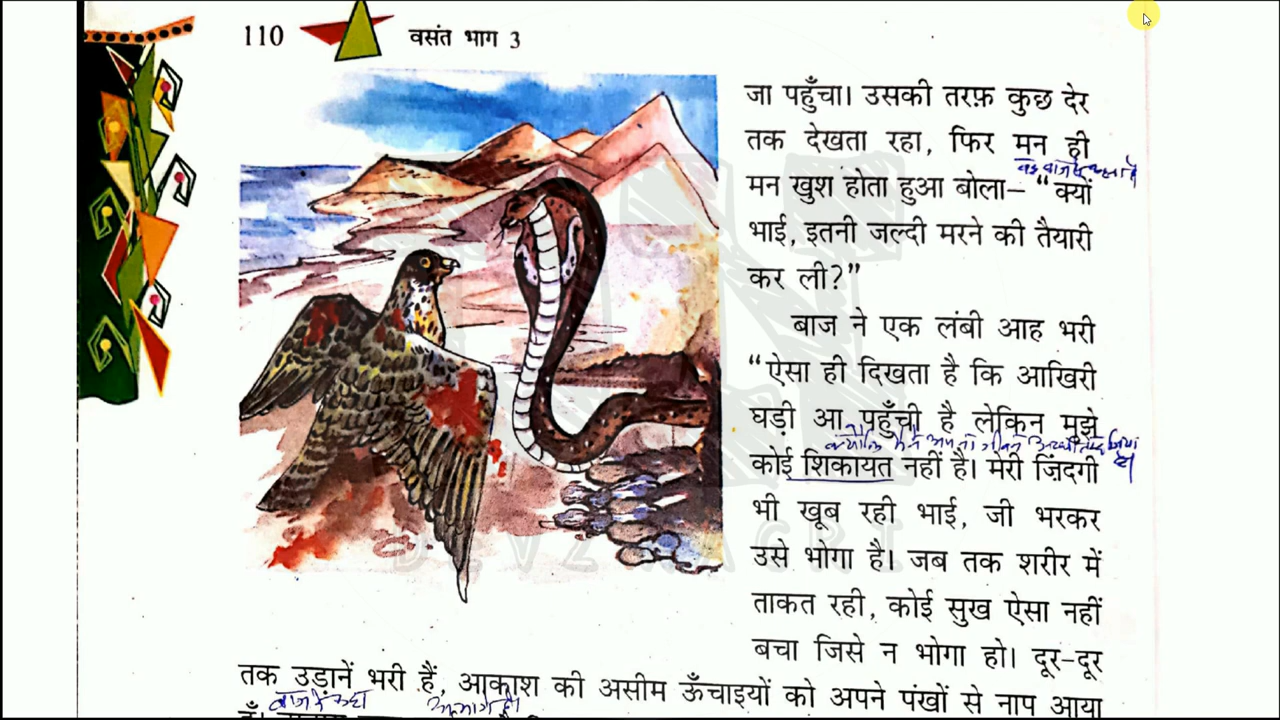 110
वसंत भाग 3
जा पहुँचा। उसकी तरफ़ कुछ देर
तक देखता रहा, फिर मन ही
मन खुश होता हुआ बोला– “क्यों
भाई, इतनी जल्दी मरने की तैयारी
कर ली?”
बाज ने एक लंबी आह भरी
“ऐसा ही दिखता है कि आखिरी
घड़ी आ पहुँची है लेकिन मुझे
कोई शिकायत नहीं है। मेरी ज़िदगी
भी खूब रही भाई, जी भरकर
उसे भोगा है। जब तक शरीर में
ताकत रही, कोई सुख ऐसा नहीं
बचा जिसे न भोगा हो। दूर-दूर
तक उड़ानें भरी हैं, आकाश की असीम ऊँचाइयों को अपने पंखों से नाप आया